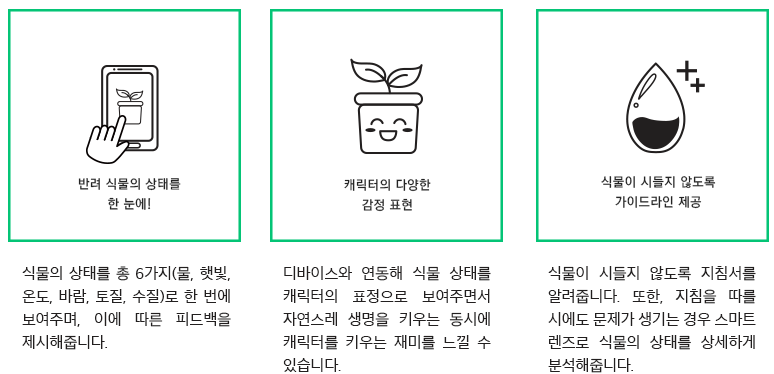 반려 식물의 상태를
한 눈에!
식물의 상태를 총 6가지(물, 햇빛,
온도, 바람, 토질, 수질)로 한 번에
보여주며, 이에 따른 피드백을
제시해줍니다.
캐릭터의 다양한
감정 표현
디바이스와 연동해 식물 상태를
캐릭터의 표정으로 보여주면서
자연스레 생명을 키우는 동시에
캐릭터를 키우는 재미를 느낄 수
있습니다.
식물이 시들지 않도록
가이드라인 제공
식물이 시들지 않도록 지침서를
알려줍니다. 또한, 지침을 따를
시에도 문제가 생기는 경우 스마트
렌즈로 식물의 상태를 상세하게
분석해줍니다.